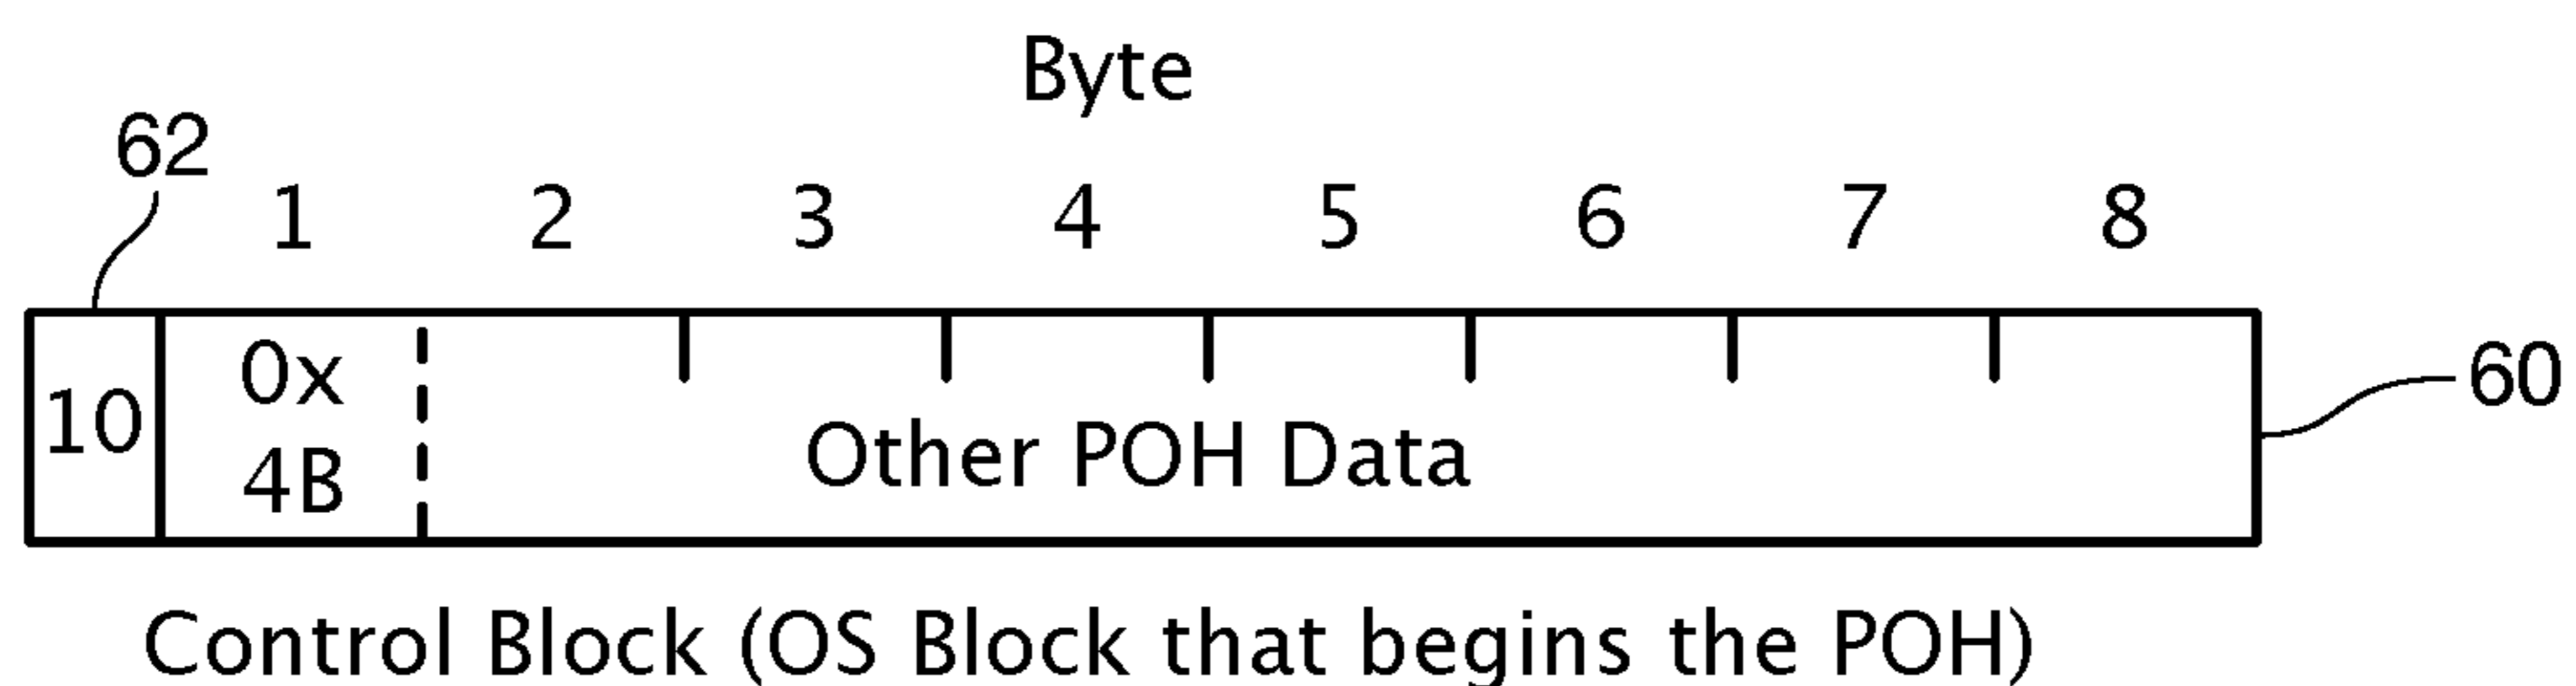 Byte
62
1 2 3 4 5 6 7 8
10
0x
4B
Other POH Data
60
Control Block (OS Block that begins the POH)